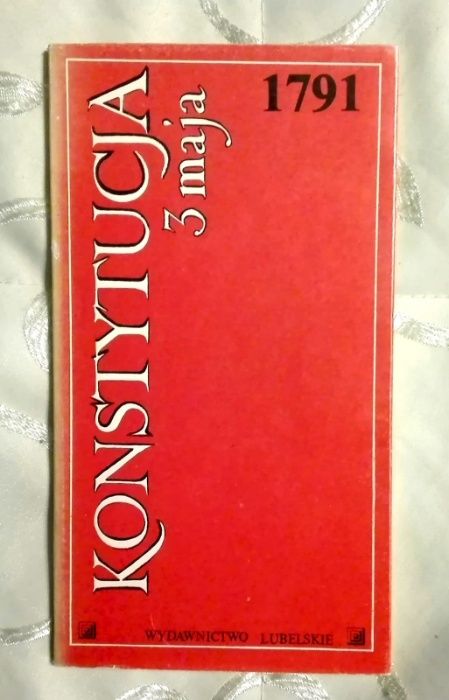 KONSTYTUCJA
3 maja
1791
WYDAWNICTWO LUBELSKIE